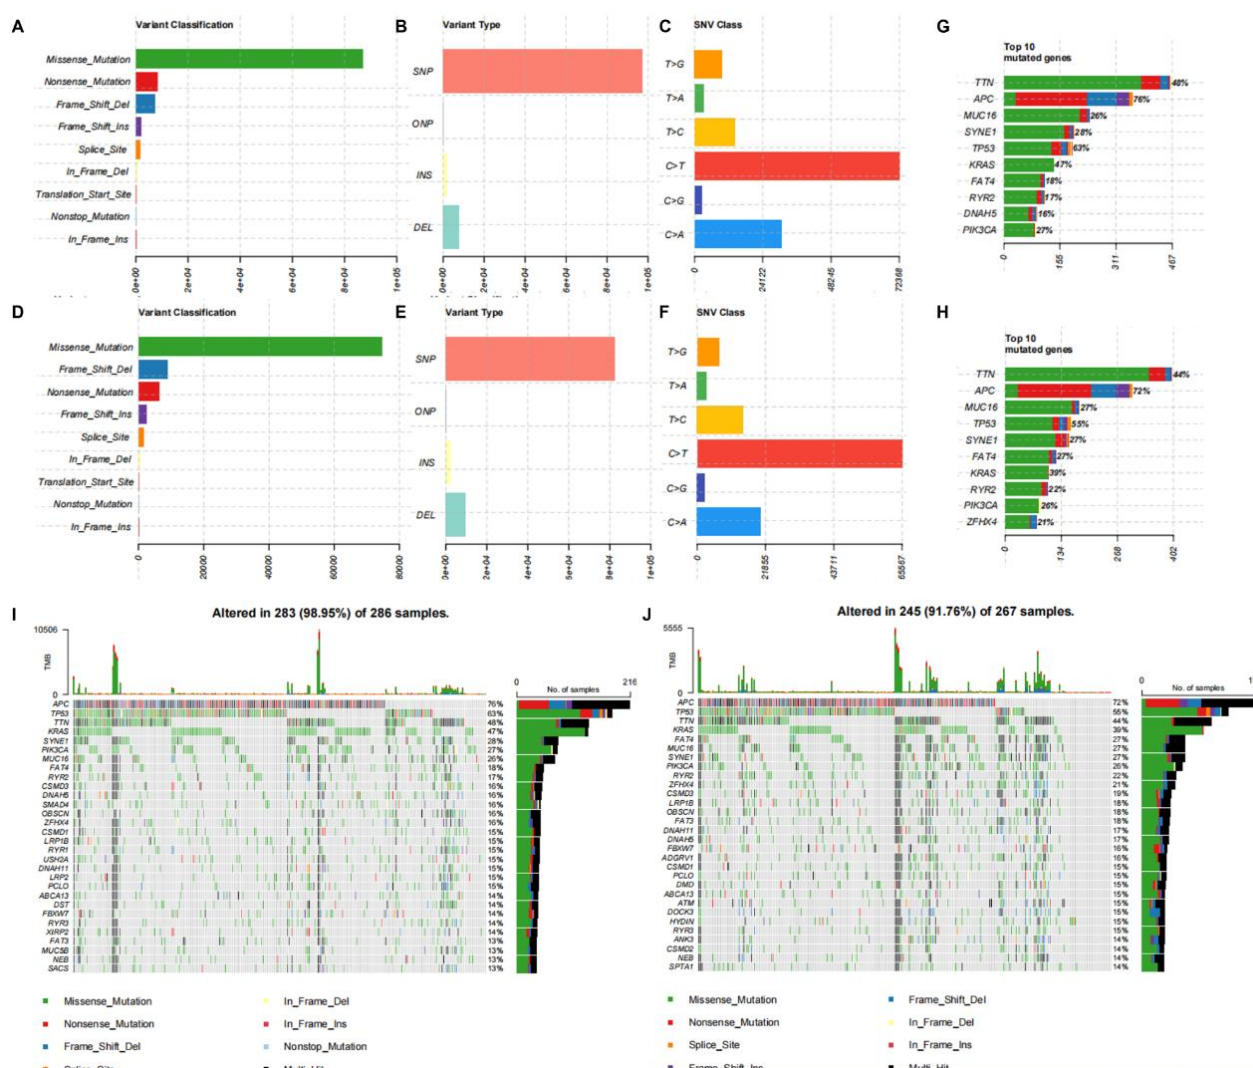 A
Variant Classification
Missense_Mutation
Nonsense_Mutation
Frame_Shift_Del
Frame_Shift_Ins
Splice_Site
In_Frame_Del
Translation_Start_Site
Nonstop_Mutation
In_Frame_Ins
0e+00
2e+04
4e+04
6e+04
8e+04
1e+05
B
Variant Type
SNP
ONP
INS
DEL
0e+00
2e+04
4e+04
6e+04
8e+04
1e+05
C
SNV Class
T>G
T>A
T>C
C>T
C>G
C>A
0
24122
48245
72368
G
Top 10
mutated genes
TTN 48%
APC 76%
MUC16 26%
SYNE1 28%
TP53 63%
KRAS 47%
FAT4 18%
RYR2 17%
DNAH5 16%
PIK3CA 27%
0
155
311
467
D
Variant Classification
Missense_Mutation
Frame_Shift_Del
Nonsense_Mutation
Frame_Shift_Ins
Splice_Site
In_Frame_Del
Translation_Start_Site
Nonstop_Mutation
In_Frame_Ins
0
20000
40000
60000
80000
E
Variant Type
SNP
ONP
INS
DEL
0e+00
2e+04
4e+04
6e+04
8e+04
1e+05
F
SNV Class
T>G
T>A
T>C
C>T
C>G
C>A
0
21855
43711
65567
H
Top 10
mutated genes
TTN 44%
APC 72%
MUC16 27%
TP53 55%
SYNE1 27%
FAT4 27%
KRAS 39%
RYR2 22%
PIK3CA 26%
ZFHX4 21%
0
134
268
402
I
Altered in 283 (98.95%) of 286 samples.
10506
TMB
0
0 216
No. of samples
APC 76%
TP53 63%
TTN 48%
KRAS 47%
SYNE1 28%
PIK3CA 27%
MUC16 26%
FAT4 18%
RYR2 17%
CSMD3 16%
DNAH5 16%
SMAD4 16%
OBSCN 16%
ZFHX4 16%
CSMD1 15%
LRP1B 15%
RYR1 15%
USH2A 15%
DNAH11 15%
LRP2 15%
PCLO 15%
ABCA13 14%
DST 14%
FBXW7 14%
RYR3 14%
XIRP2 14%
FAT3 13%
MUC5B 13%
NEB 13%
SACS 13%
Missense_Mutation
Nonsense_Mutation
Frame_Shift_Del
In_Frame_Del
In_Frame_Ins
Nonstop_Mutation
J
Altered in 245 (91.76%) of 267 samples.
5555
TMB
0
0
No. of samples
APC 72%
TP53 55%
TTN 44%
KRAS 39%
FAT4 27%
MUC16 27%
SYNE1 27%
PIK3CA 26%
RYR2 22%
ZFHX4 21%
CSMD3 19%
LRP1B 18%
OBSCN 18%
FAT3 18%
DNAH11 17%
DNAH5 17%
FBXW7 16%
ADGRV1 16%
CSMD1 15%
PCLO 15%
DMD 15%
ABCA13 15%
ATM 15%
DOCK3 15%
HYDIN 15%
RYR3 15%
ANK3 14%
CSMD2 14%
NEB 14%
SPTA1 14%
Missense_Mutation
Nonsense_Mutation
Splice_Site
Frame_Shift_Del
In_Frame_Del
In_Frame_Ins
Multi_Hit